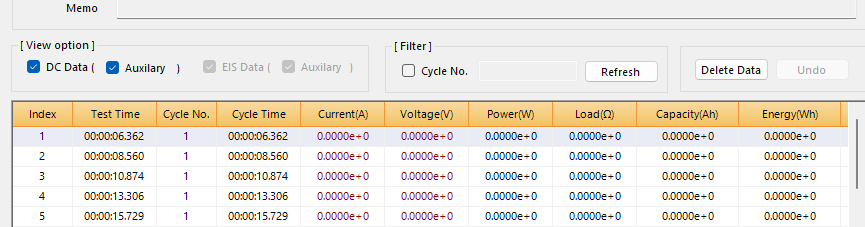 Memo
[ View option ]
DC Data ( Auxilary ) EIS Data ( Auxilary )
[ Filter ]
Cycle No. Refresh
Delete Data Undo
Index Test Time Cycle No. Cycle Time Current(A) Voltage(V) Power(W) Load(Ω) Capacity(Ah) Energy(Wh)
1 00:00:06.362 1 00:00:06.362 0.0000e+0 0.0000e+0 0.0000e+0 0.0000e+0 0.0000e+0 0.0000e+0
2 00:00:08.560 1 00:00:08.560 0.0000e+0 0.0000e+0 0.0000e+0 0.0000e+0 0.0000e+0 0.0000e+0
3 00:00:10.874 1 00:00:10.874 0.0000e+0 0.0000e+0 0.0000e+0 0.0000e+0 0.0000e+0 0.0000e+0
4 00:00:13.306 1 00:00:13.306 0.0000e+0 0.0000e+0 0.0000e+0 0.0000e+0 0.0000e+0 0.0000e+0
5 00:00:15.729 1 00:00:15.729 0.0000e+0 0.0000e+0 0.0000e+0 0.0000e+0 0.0000e+0 0.0000e+0